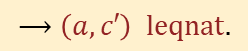 ⟶ (a, c′) leqnat.